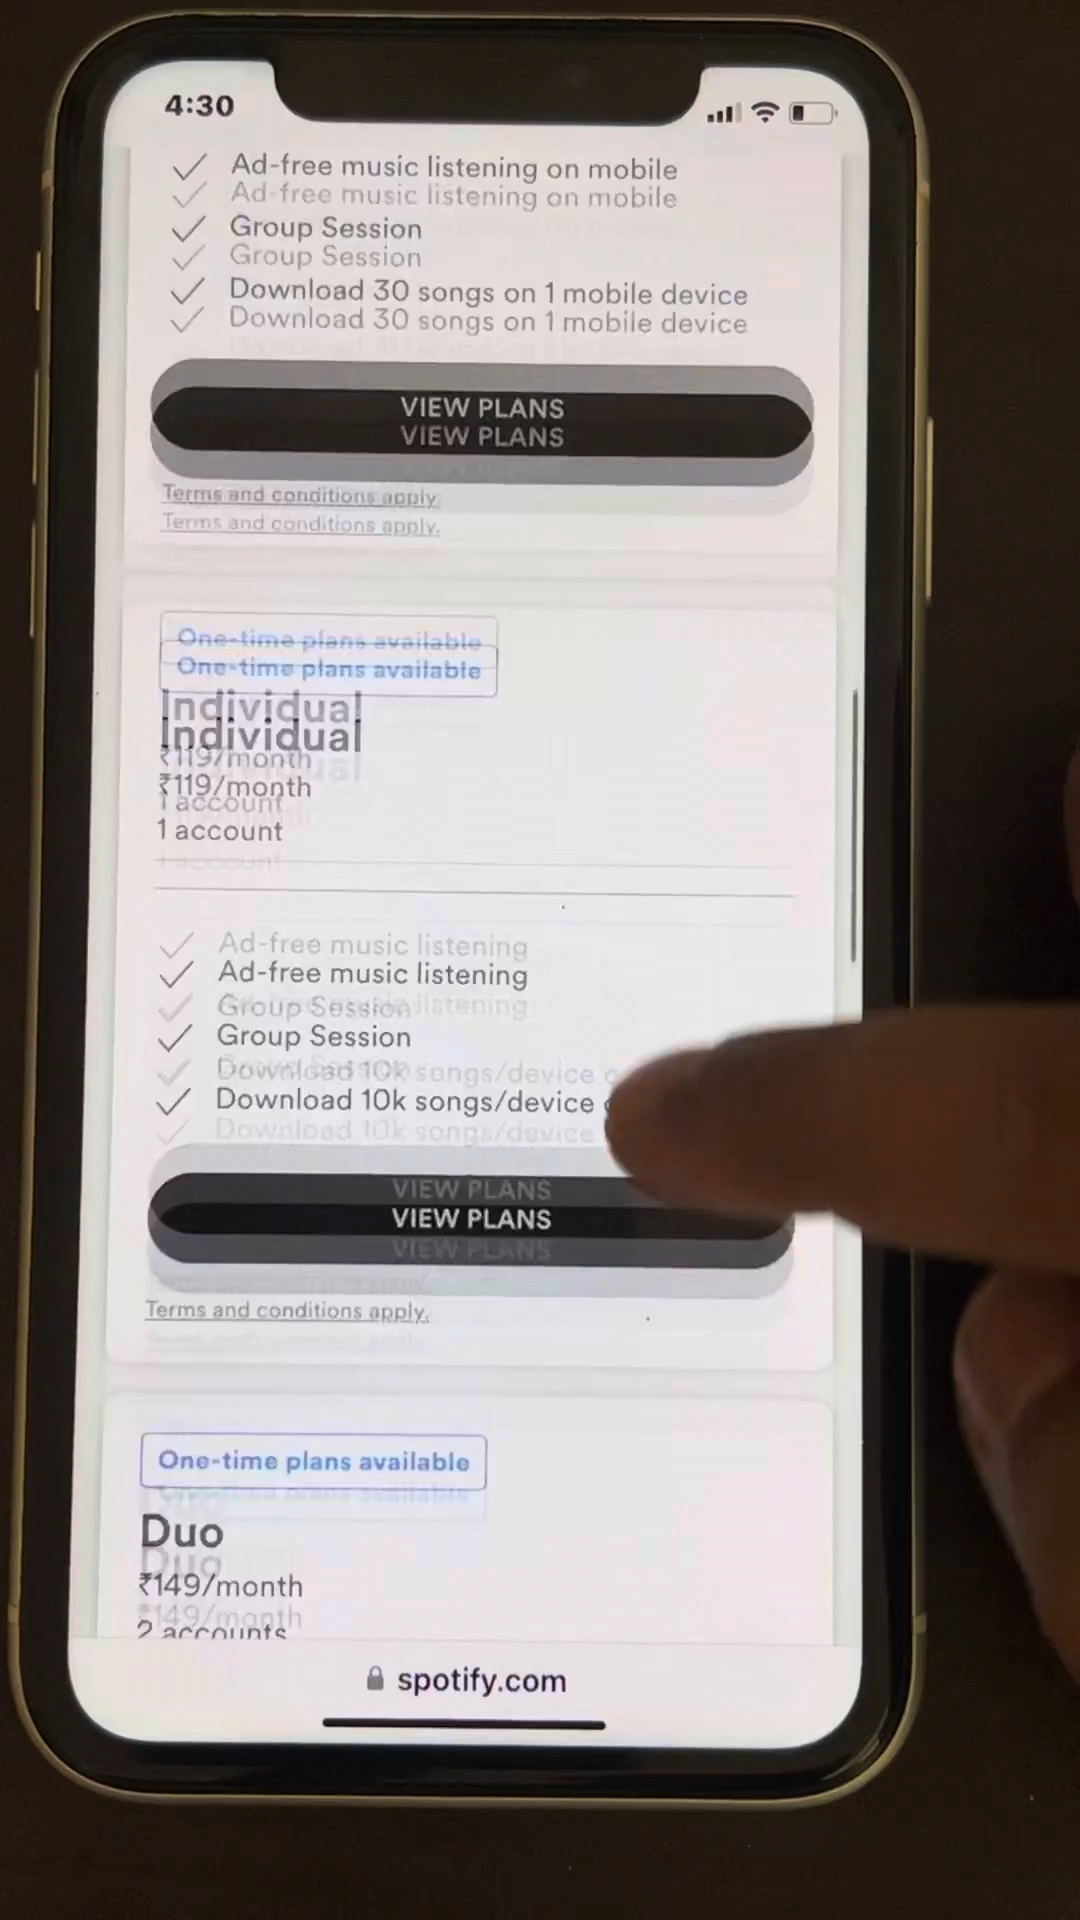 4:30
Ad-free music listening on mobile
Group Session
Download 30 songs on 1 mobile device
VIEW PLANS
Terms and conditions apply.
One-time plans available
Individual
₹119/month
1 account
Ad-free music listening
Group Session
Download 10k songs/device
VIEW PLANS
Terms and conditions apply.
One-time plans available
Duo
₹149/month
2 accounts
spotify.com